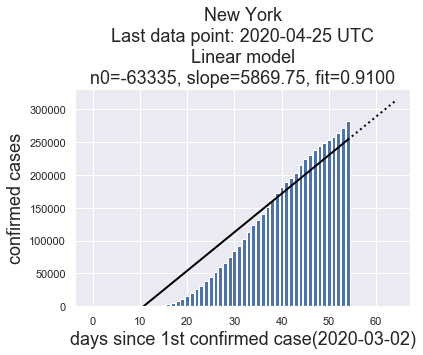 New York
Last data point: 2020-04-25 UTC
Linear model
n0=-63335, slope=5869.75, fit=0.9100
300000
250000
200000
150000
100000
50000
0
confirmed cases
0 10 20 30 40 50 60
days since 1st confirmed case(2020-03-02)